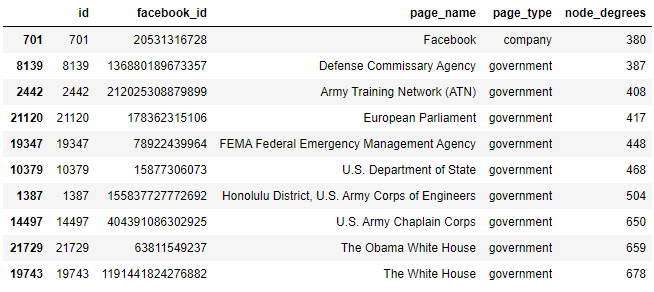 id facebook_id page_name page_type node_degrees
701 701 20531316728 Facebook company 380
8139 8139 136880189673357 Defense Commissary Agency government 387
2442 2442 212025308879899 Army Training Network (ATN) government 408
21120 21120 178362315106 European Parliament government 417
19347 19347 78922439964 FEMA Federal Emergency Management Agency government 448
10379 10379 15877306073 U.S. Department of State government 468
1387 1387 155837727772692 Honolulu District, U.S. Army Corps of Engineers government 504
14497 14497 404391086302925 U.S. Army Chaplain Corps government 650
21729 21729 63811549237 The Obama White House government 659
19743 19743 1191441824276882 The White House government 678